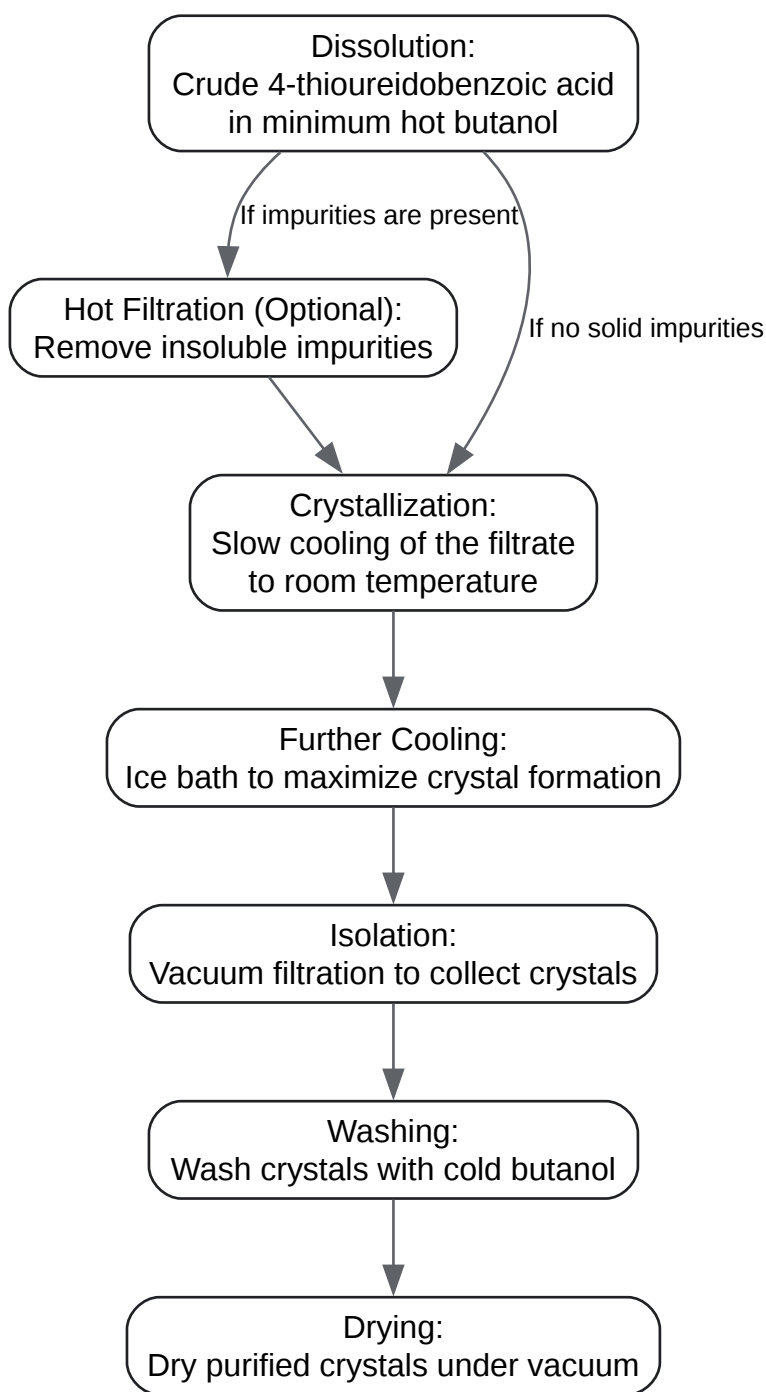 Dissolution:
Crude 4-thioureidobenzoic acid
in minimum hot butanol
If impurities are present
Hot Filtration (Optional):
Remove insoluble impurities
If no solid impurities
Crystallization:
Slow cooling of the filtrate
to room temperature
Further Cooling:
Ice bath to maximize crystal formation
Isolation:
Vacuum filtration to collect crystals
Washing:
Wash crystals with cold butanol
Drying:
Dry purified crystals under vacuum